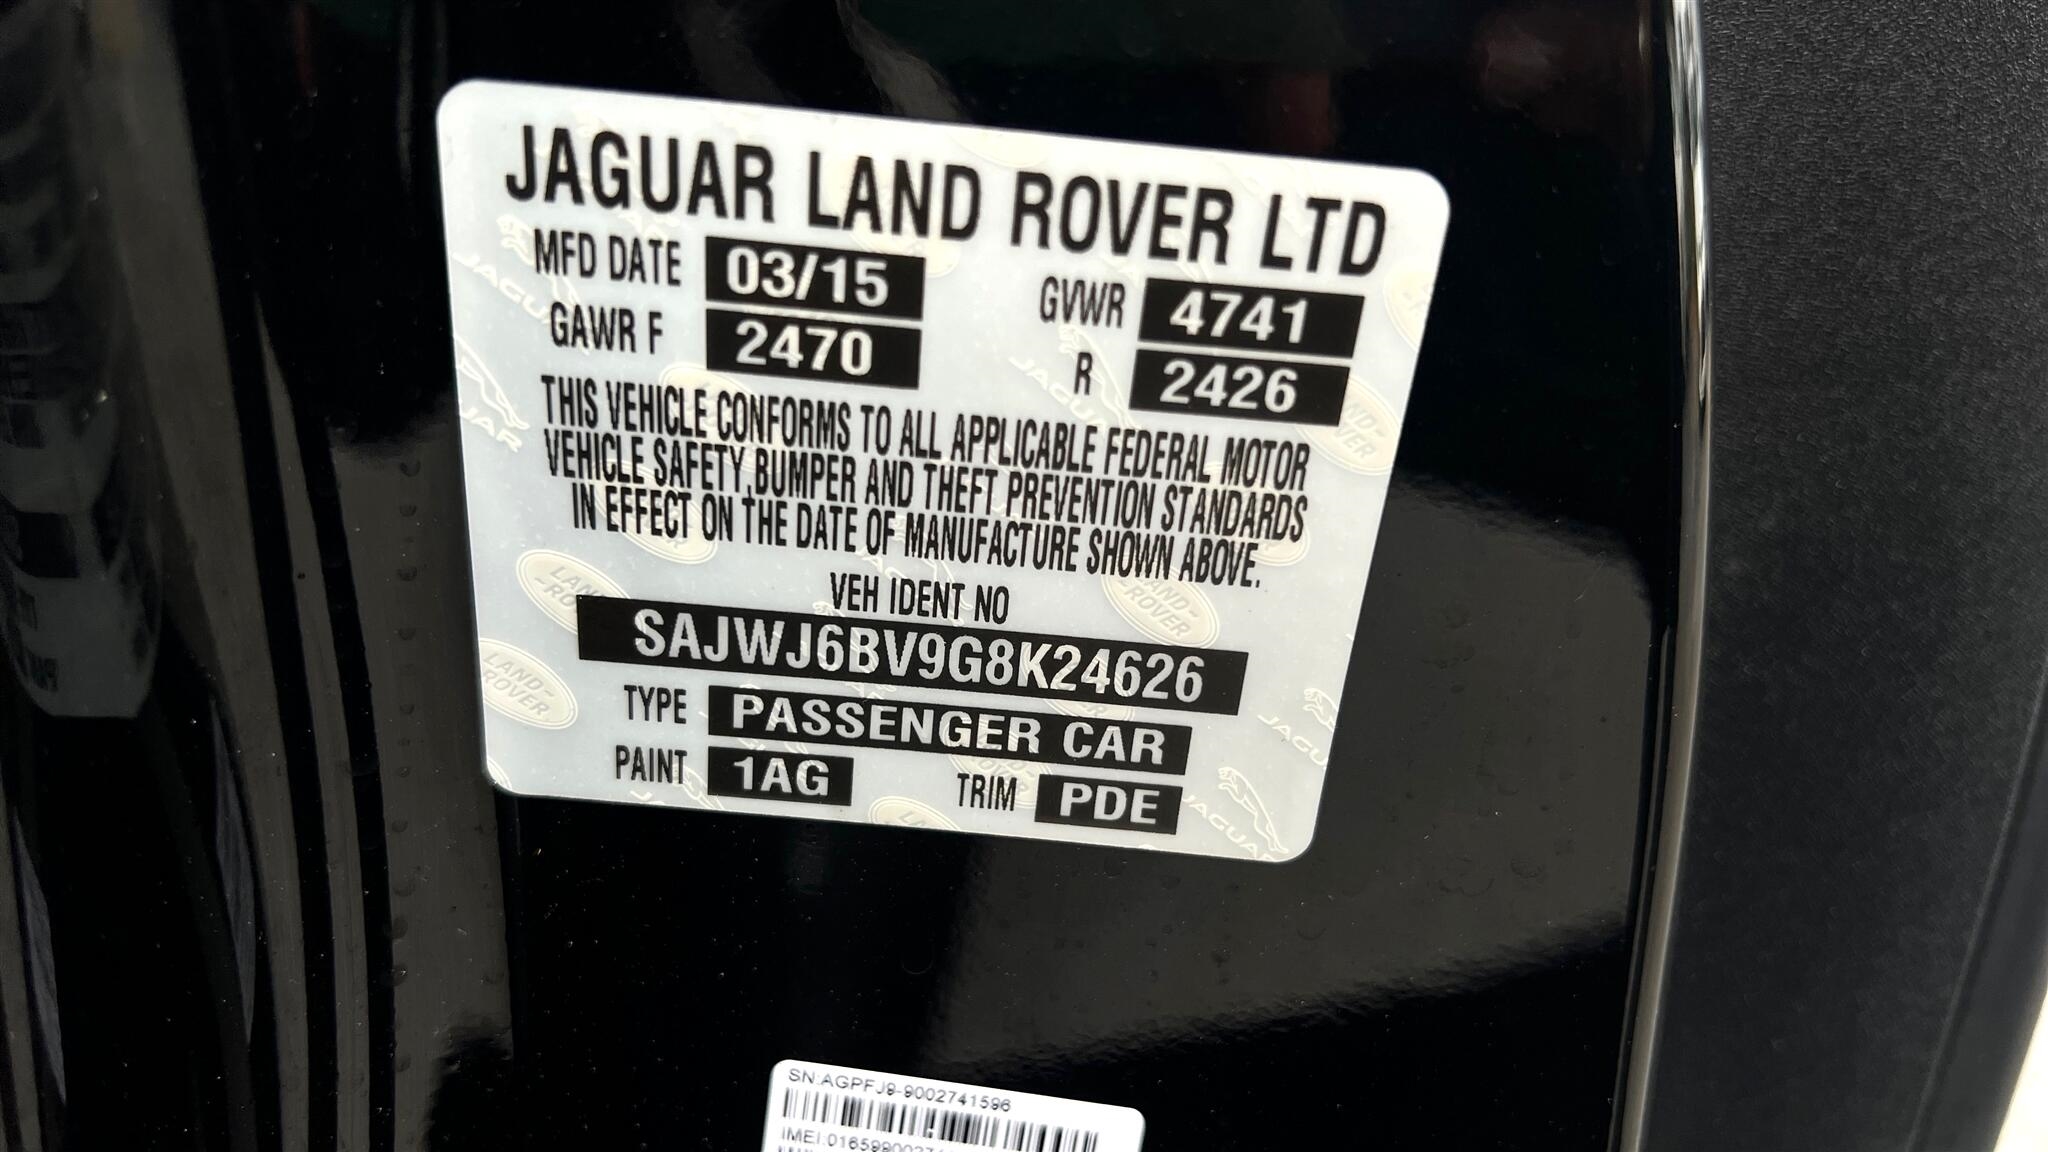 JAGUAR LAND ROVER LTD
MFD DATE 03/15 GVWR 4741
GAWR F 2470 R 2426
THIS VEHICLE CONFORMS TO ALL APPLICABLE FEDERAL MOTOR
VEHICLE SAFETY,BUMPER AND THEFT PREVENTION STANDARDS
IN EFFECT ON THE DATE OF MANUFACTURE SHOWN ABOVE.
VEH IDENT NO
SAJWJ6BV9G8K24626
TYPE PASSENGER CAR
PAINT 1AG TRIM PDE
SN:AGPFJ9-9002741596